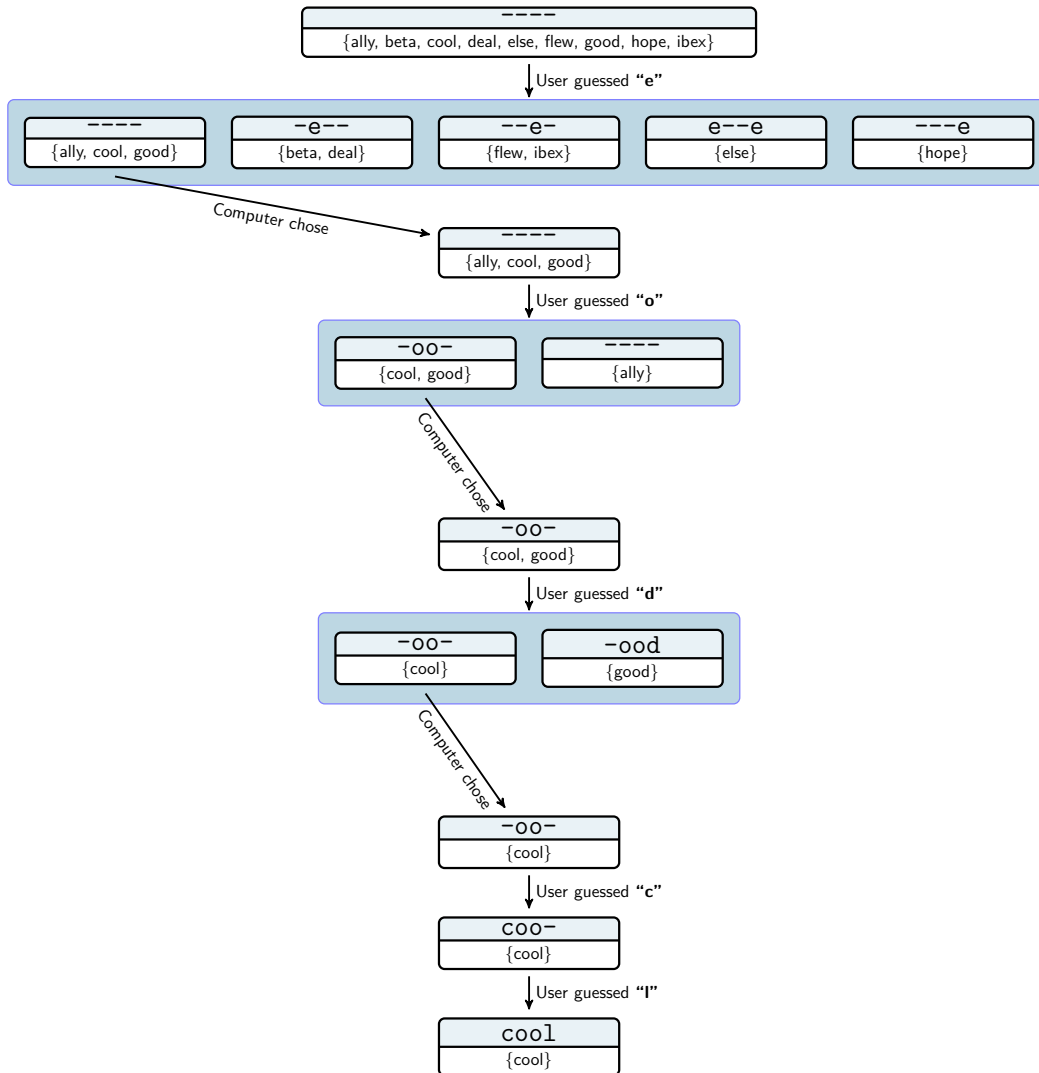 ----
{ally, beta, cool, deal, else, flew, good, hope, ibex}
User guessed “e”
---- -e-- --e- e--e ---e
{ally, cool, good} {beta, deal} {flew, ibex} {else} {hope}
Computer chose
----
{ally, cool, good}
User guessed “o”
-oo- ----
{cool, good} {ally}
Computer chose
-oo-
{cool, good}
User guessed “d”
-oo- -ood
{cool} {good}
Computer chose
-oo-
{cool}
User guessed “c”
coo-
{cool}
User guessed “l”
cool
{cool}